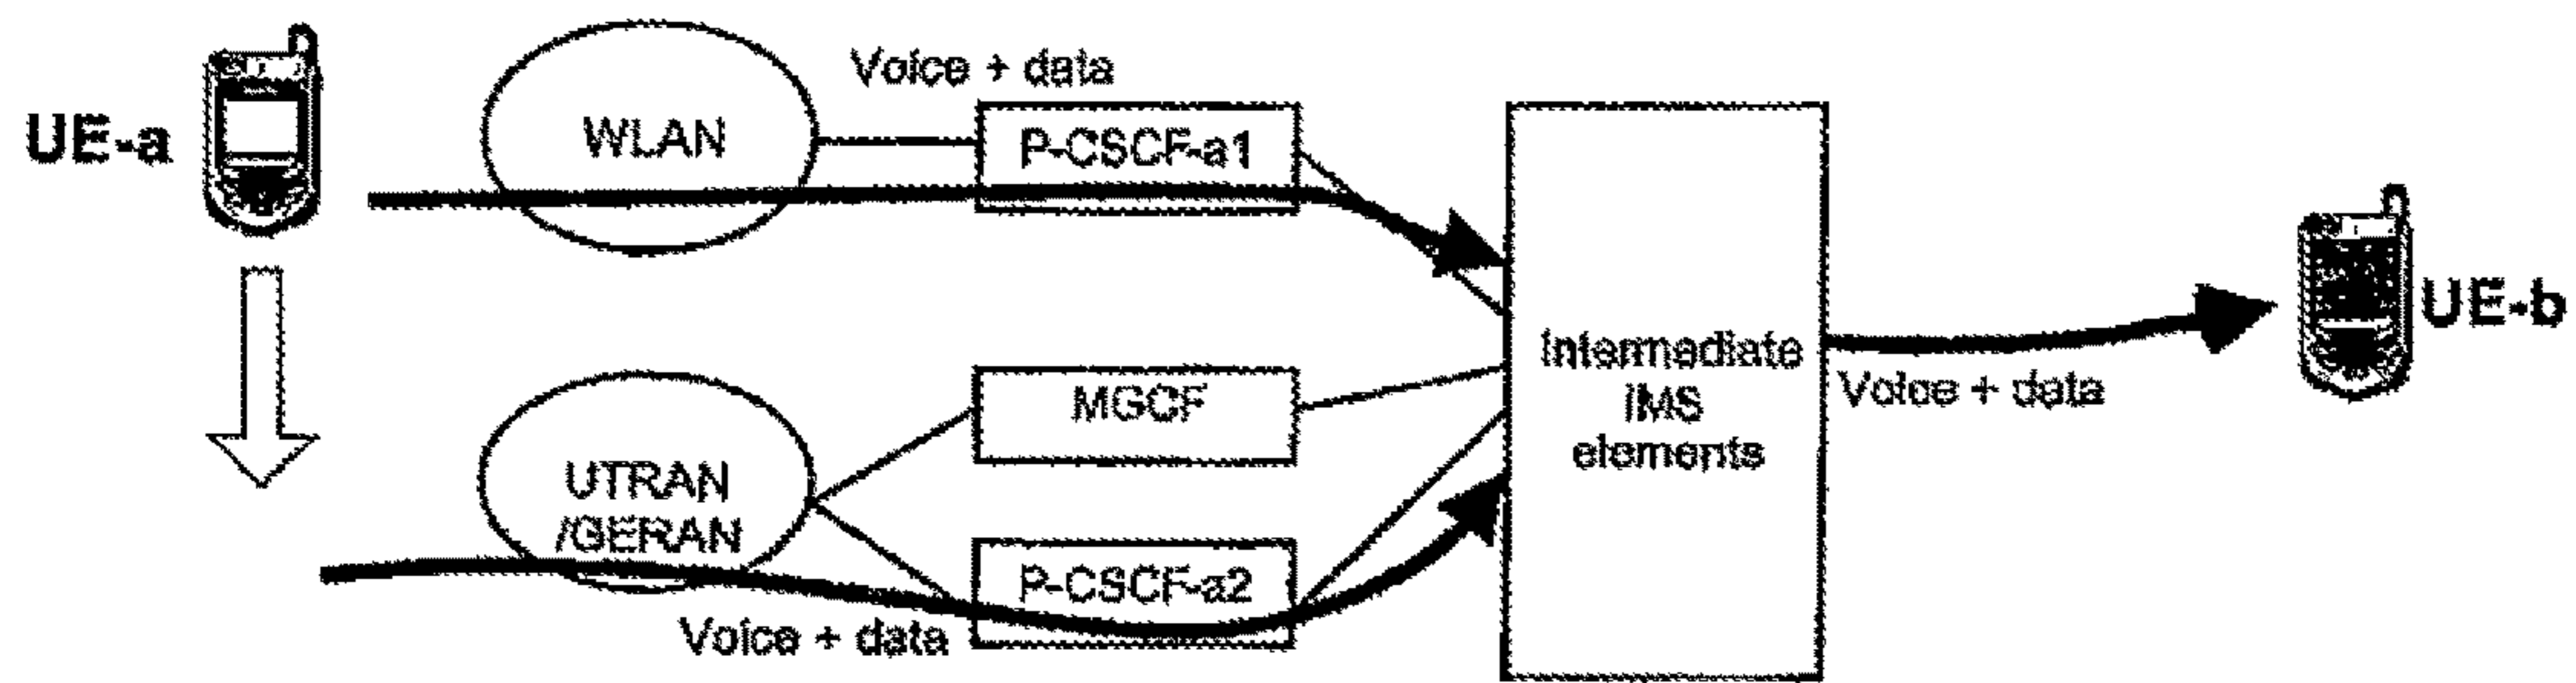 Voice + data
UE-a
WLAN
P-CSCF-a1
UE-b
Intermediate
IMS
elements
Voice + data
MGCF
UTRAN
/GERAN
P-CSCF-a2
Voice + data